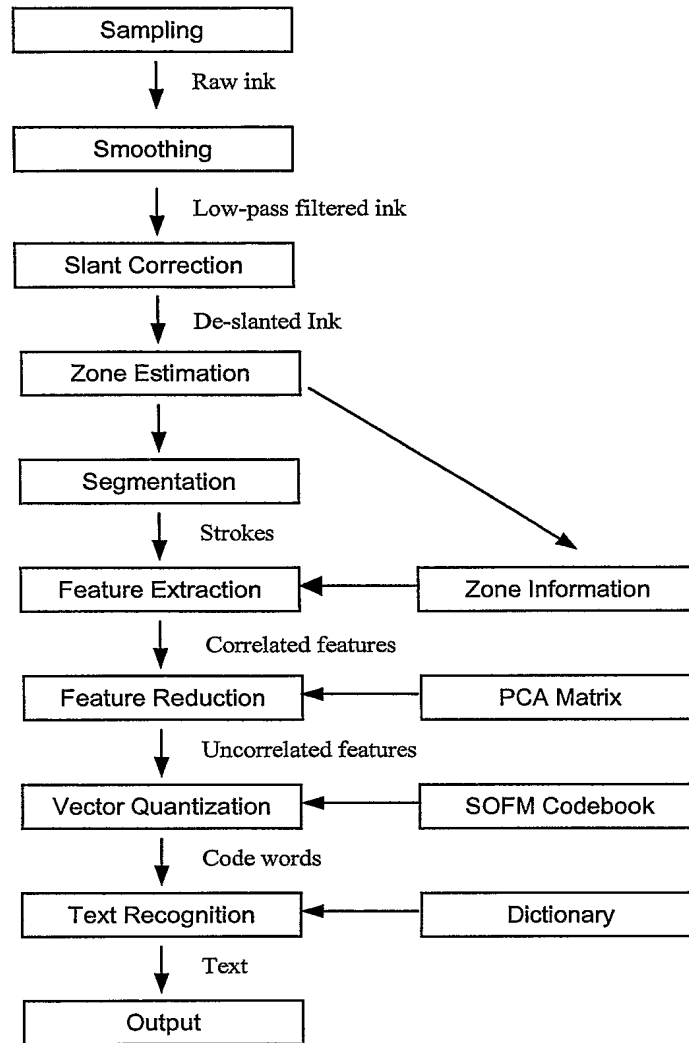 Sampling
Raw ink
Smoothing
Low-pass filtered ink
Slant Correction
De-slanted Ink
Zone Estimation
Segmentation
Strokes
Feature Extraction
Zone Information
Correlated features
Feature Reduction
PCA Matrix
Uncorrelated features
Vector Quantization
SOFM Codebook
Code words
Text Recognition
Dictionary
Text
Output